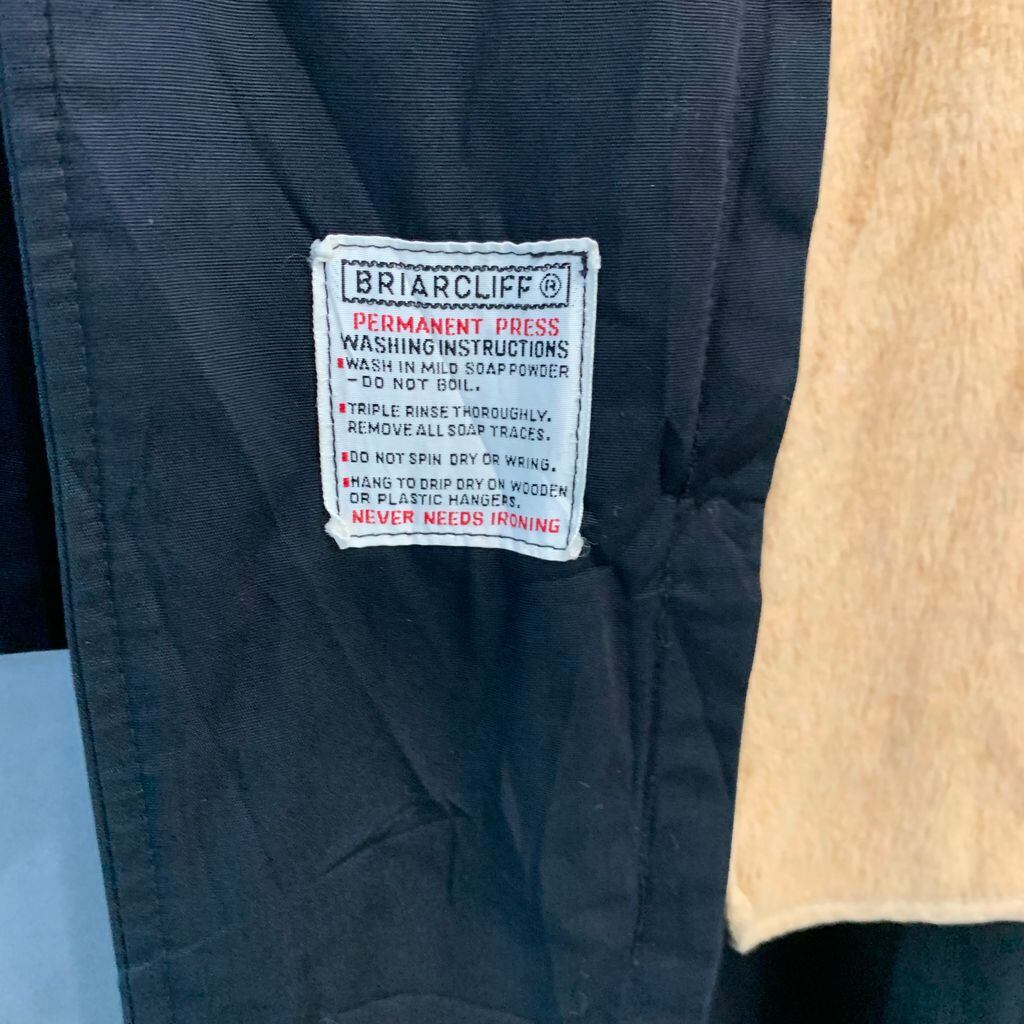 BRIARCLIFF ®
PERMANENT PRESS
WASHING INSTRUCTIONS
WASH IN MILD SOAP POWDER
- DO NOT BOIL.
TRIPLE RINSE THOROUGHLY.
REMOVE ALL SOAP TRACES.
DO NOT SPIN DRY OR WRING.
HANG TO DRIP DRY ON WOODEN
OR PLASTIC HANGERS.
NEVER NEEDS IRONING